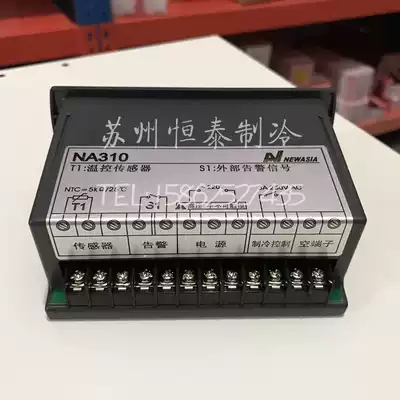 苏州恒泰制冷
NA310
NEWASIA
T1:温控传感器 S1:外部告警信号
NTC=5KΩ/25℃
T1 S1
传感器 告警 电源 制冷控制 空端子